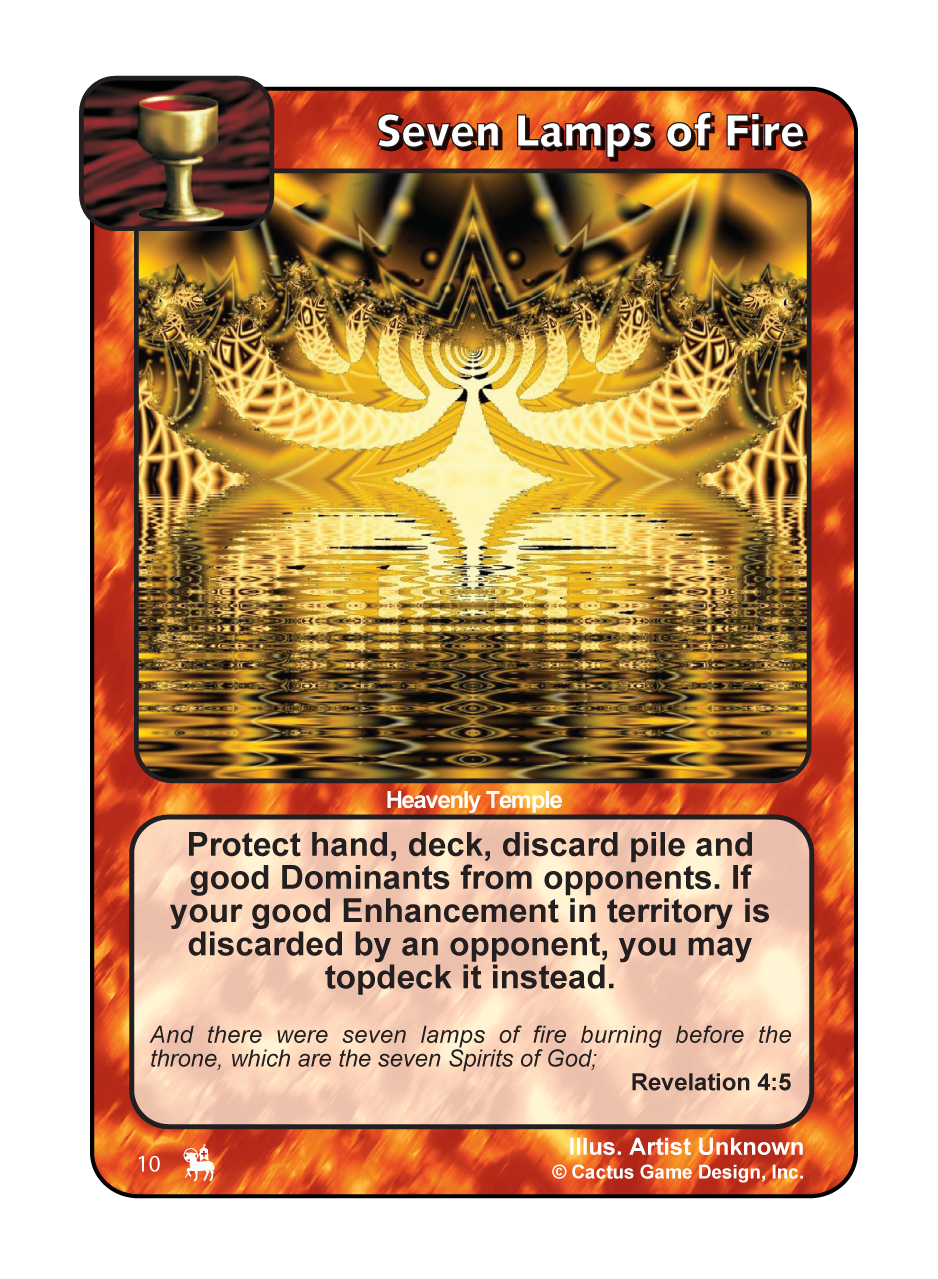 Seven Lamps of Fire
Heavenly Temple
Protect hand, deck, discard pile and
good Dominants from opponents. If
your good Enhancement in territory is
discarded by an opponent, you may
topdeck it instead.
And there were seven lamps of fire burning before the
throne, which are the seven Spirits of God;
Revelation 4:5
10
Illus. Artist Unknown
© Cactus Game Design, Inc.